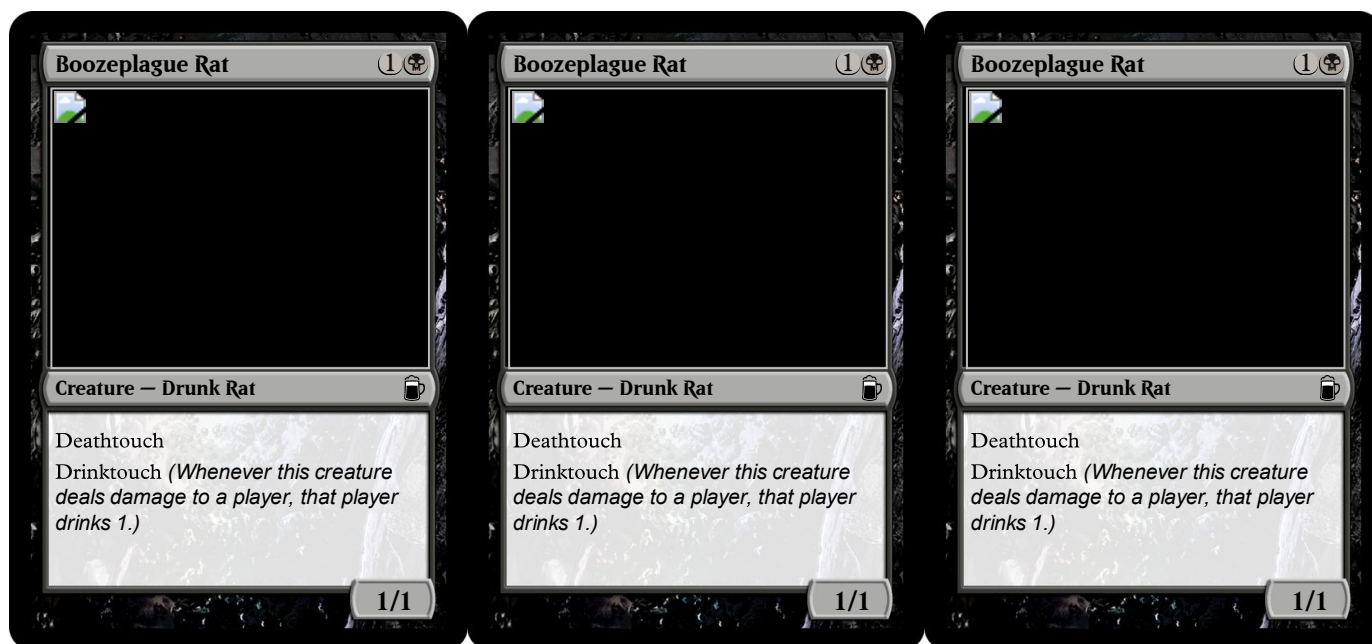 Boozeplague Rat 1
Creature — Drunk Rat
Deathtouch
Drinktouch (Whenever this creature
deals damage to a player, that player
drinks 1.)
1/1
Boozeplague Rat 1
Creature — Drunk Rat
Deathtouch
Drinktouch (Whenever this creature
deals damage to a player, that player
drinks 1.)
1/1
Boozeplague Rat 1
Creature — Drunk Rat
Deathtouch
Drinktouch (Whenever this creature
deals damage to a player, that player
drinks 1.)
1/1